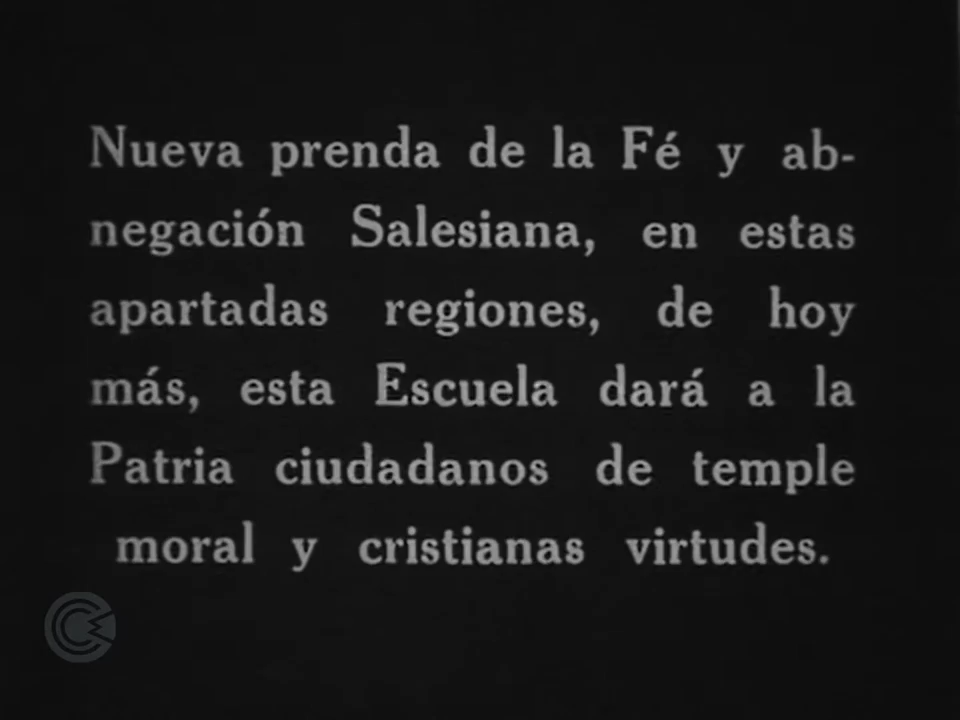 Nueva prenda de la Fé y ab-
negación Salesiana, en estas
apartadas regiones, de hoy
más, esta Escuela dará a la
Patria ciudadanos de temple
moral y cristianas virtudes.